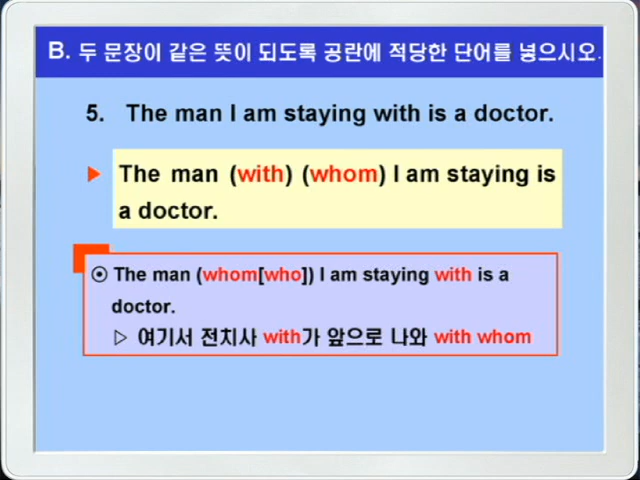 B. 두 문장이 같은 뜻이 되도록 공란에 적당한 단어를 넣으시오.
5. The man I am staying with is a doctor.
▶ The man (with) (whom) I am staying is
a doctor.
⊙ The man (whom[who]) I am staying with is a
doctor.
▷ 여기서 전치사 with가 앞으로 나와 with whom